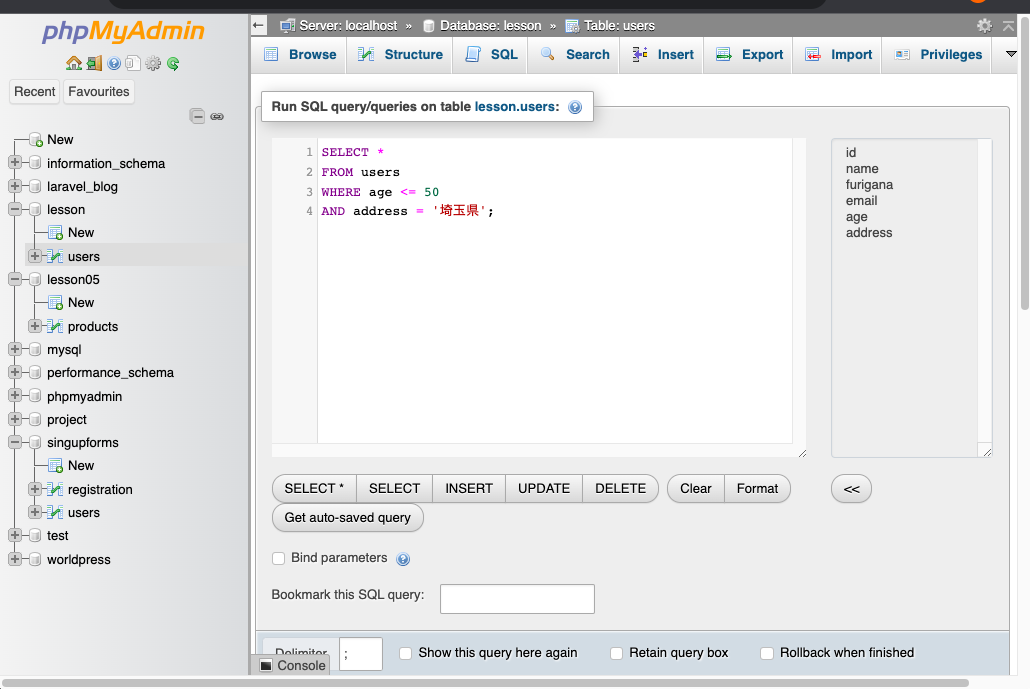 phpMyAdmin
Recent
Favourites
New
information_schema
laravel_blog
lesson
New
users
lesson05
New
products
mysql
performance_schema
phpmyadmin
project
singupforms
New
registration
users
test
worldpress
Server: localhost » Database: lesson » Table: users
Browse Structure SQL Search Insert Export Import Privileges
Run SQL query/queries on table lesson.users:
1 SELECT *
2 FROM users
3 WHERE age <= 50
4 AND address = '埼玉県';
id
name
furigana
email
age
address
SELECT * SELECT INSERT UPDATE DELETE Clear Format <<
Get auto-saved query
Bind parameters
Bookmark this SQL query:
Delimiter ; Show this query here again Retain query box Rollback when finished
Console